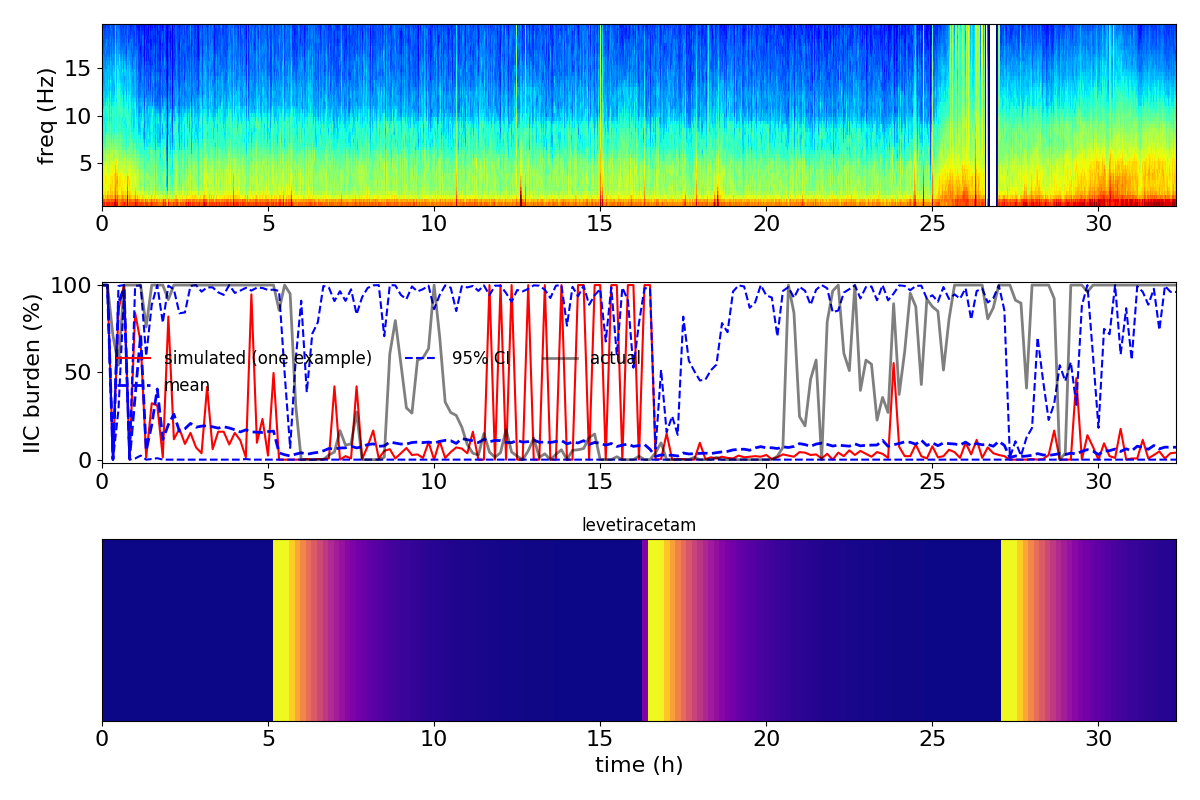 freq (Hz)
15
10
5
0 5 10 15 20 25 30
IIC burden (%)
100
50
0
simulated (one example) 95% CI actual
mean
0 5 10 15 20 25 30
levetiracetam
0 5 10 15 20 25 30
time (h)